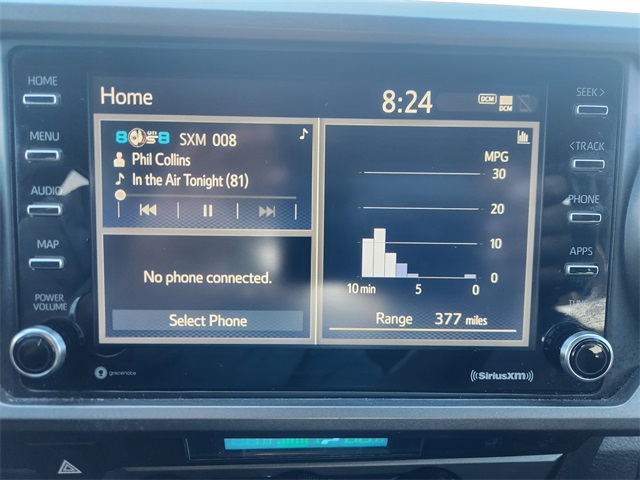 HOME
MENU
AUDIO
MAP
POWER
VOLUME
Home
8:24
DCM
DCM
SXM 008
Phil Collins
In the Air Tonight (81)
No phone connected.
Select Phone
MPG
30
20
10
0
10 min 5 0
Range 377 miles
SEEK >
< TRACK
PHONE
APPS
gracenote
SiriusXM